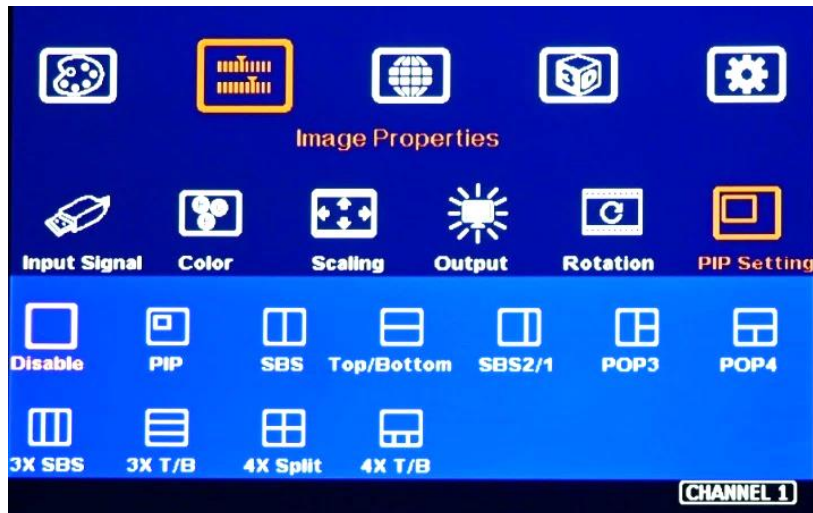 3D
Image Properties
Input Signal Color Scaling Output Rotation PIP Setting
Disable PIP SBS Top/Bottom SBS2/1 POP3 POP4
3X SBS 3X T/B 4X Split 4X T/B
CHANNEL 1